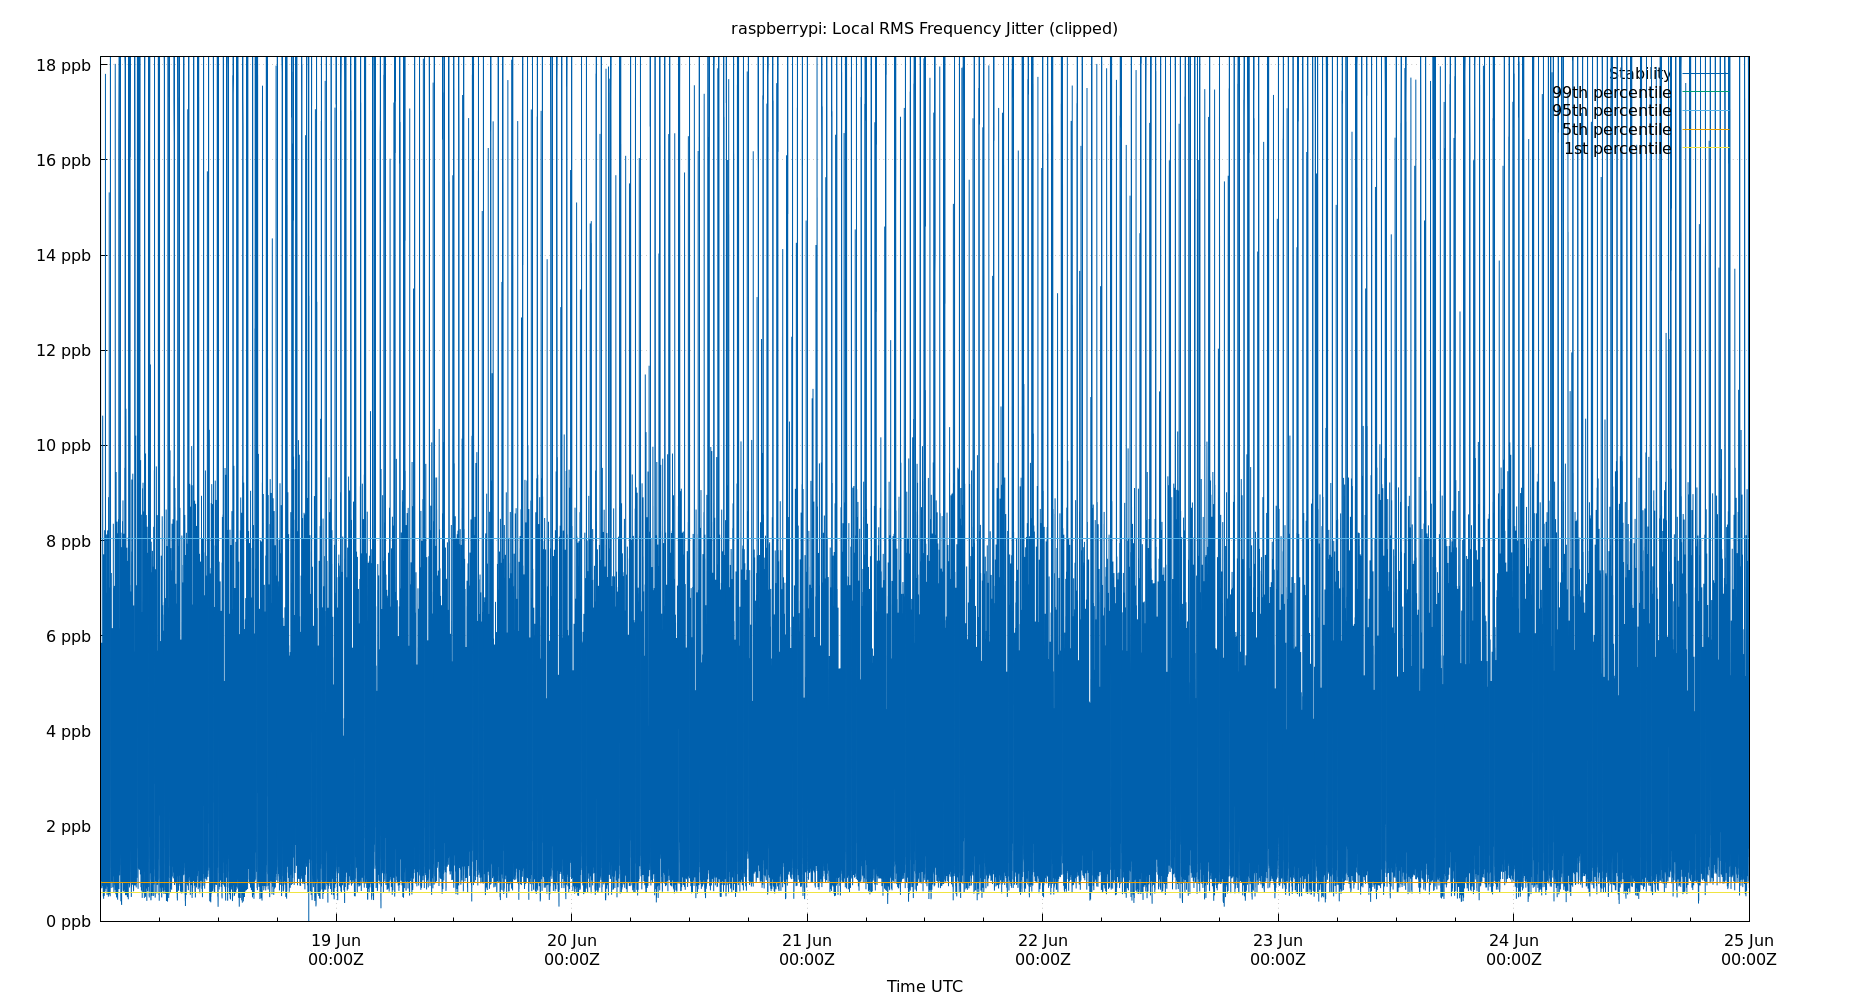 raspberrypi: Local RMS Frequency Jitter (clipped)
18 ppb
16 ppb
14 ppb
12 ppb
10 ppb
8 ppb
6 ppb
4 ppb
2 ppb
0 ppb
Stability
99th percentile
95th percentile
5th percentile
1st percentile
19 Jun 20 Jun 21 Jun 22 Jun 23 Jun 24 Jun 25 Jun
00:00Z 00:00Z 00:00Z 00:00Z 00:00Z 00:00Z 00:00Z
Time UTC